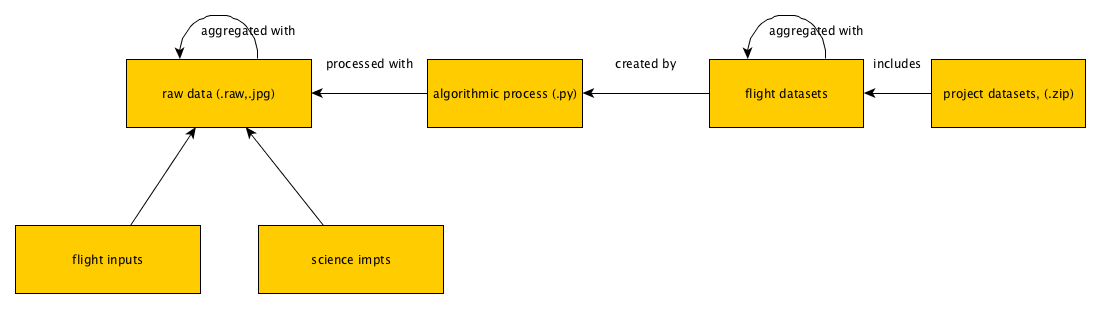 aggregated with
aggregated with
processed with
created by
includes
raw data (.raw,.jpg)
algorithmic process (.py)
flight datasets
project datasets, (.zip)
flight inputs
science impts